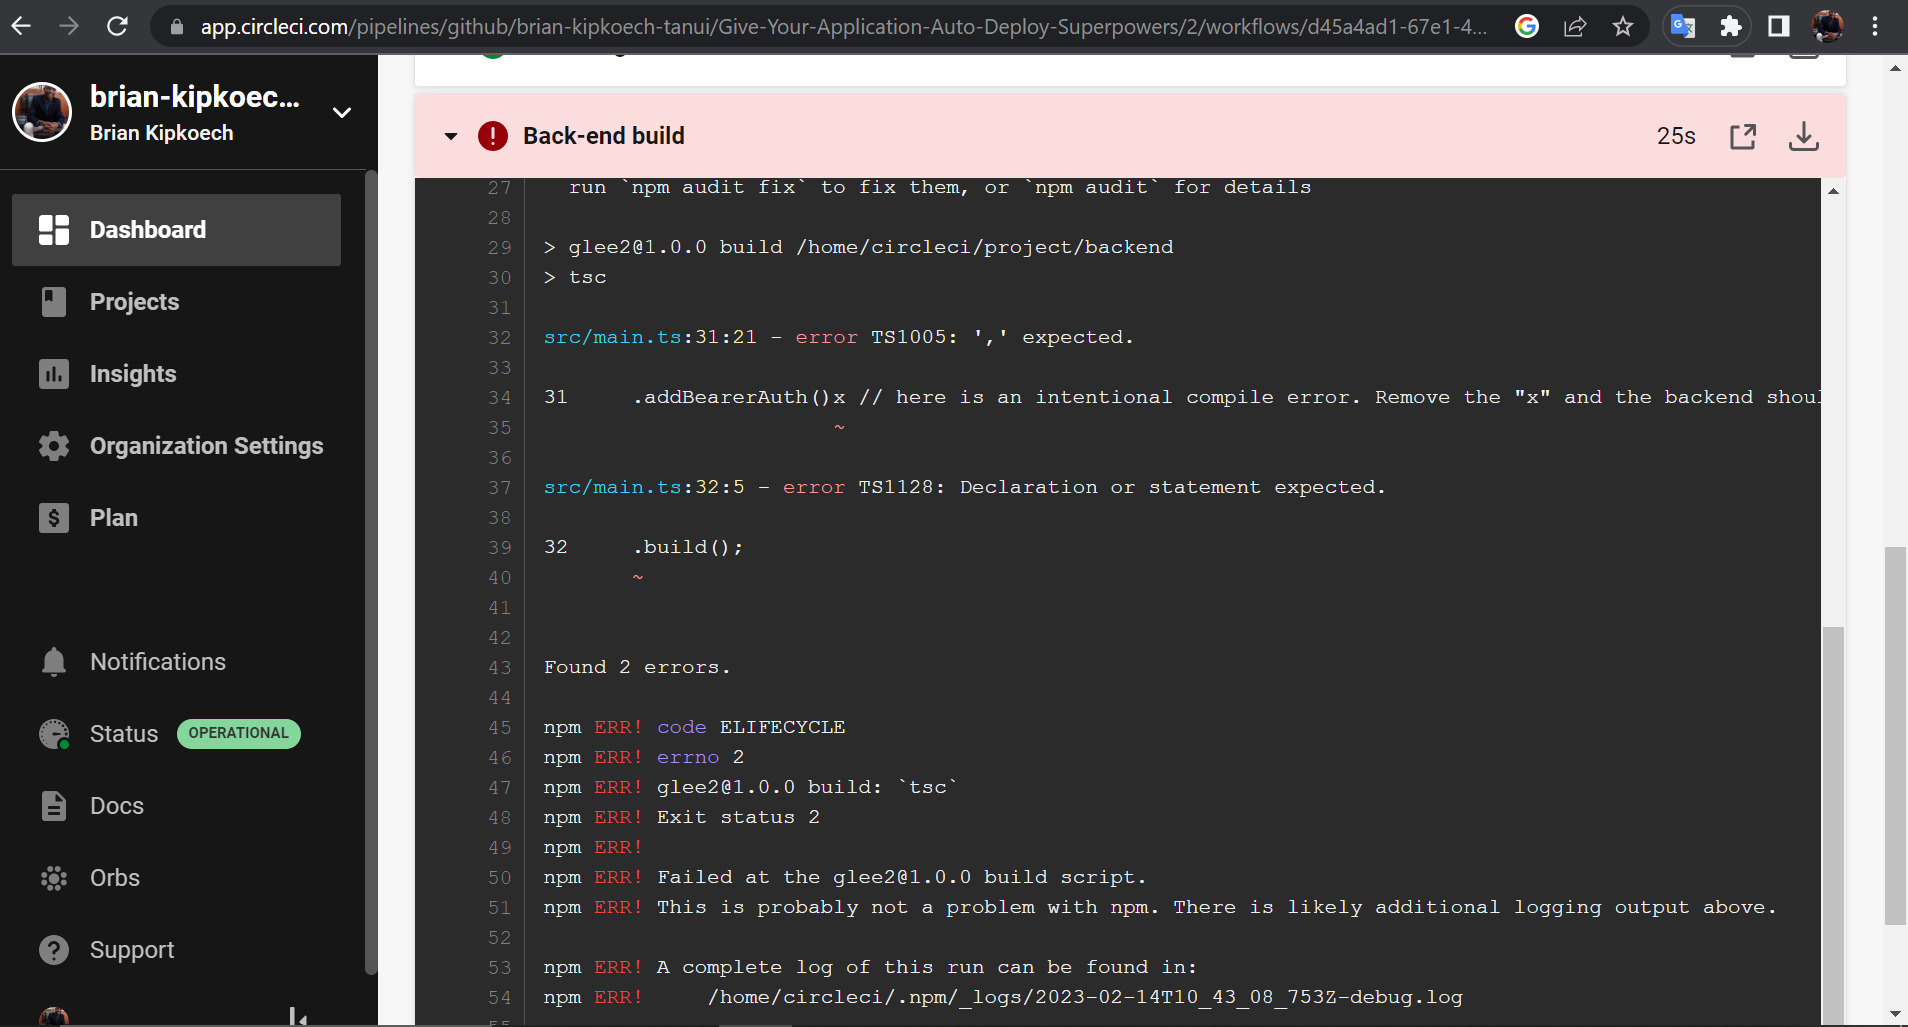 app.circleci.com/pipelines/github/brian-kipkoech-tanui/Give-Your-Application-Auto-Deploy-Superpowers/2/workflows/d45a4ad1-67e1-4...
brian-kipkoec...
Brian Kipkoech
Dashboard
Projects
Insights
Organization Settings
Plan
Notifications
Status OPERATIONAL
Docs
Orbs
Support
Back-end build 25s
27 run `npm audit fix` to fix them, or `npm audit` for details
28
29 > glee2@1.0.0 build /home/circleci/project/backend
30 > tsc
31
32 src/main.ts:31:21 - error TS1005: ',' expected.
33
34 31 .addBearerAuth()x // here is an intentional compile error. Remove the "x" and the backend shoul
35 ~
36
37 src/main.ts:32:5 - error TS1128: Declaration or statement expected.
38
39 32 .build();
40 ~
41
42
43 Found 2 errors.
44
45 npm ERR! code ELIFECYCLE
46 npm ERR! errno 2
47 npm ERR! glee2@1.0.0 build: `tsc`
48 npm ERR! Exit status 2
49 npm ERR!
50 npm ERR! Failed at the glee2@1.0.0 build script.
51 npm ERR! This is probably not a problem with npm. There is likely additional logging output above.
52
53 npm ERR! A complete log of this run can be found in:
54 npm ERR! /home/circleci/.npm/_logs/2023-02-14T10_43_08_753Z-debug.log
55